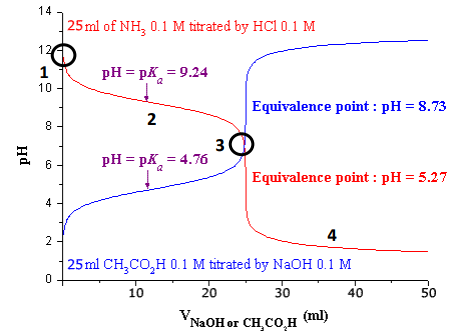 25 ml of NH3 0.1 M titrated by HCl 0.1 M
14
12
10
8
6
4
2
0
pH
1
pH = pKa = 9.24
2
Equivalence point : pH = 8.73
3
pH = pKa = 4.76
Equivalence point : pH = 5.27
4
25 ml CH3CO2H 0.1 M titrated by NaOH 0.1 M
0 10 20 30 40 50
VNaOH or CH3CO2H (ml)